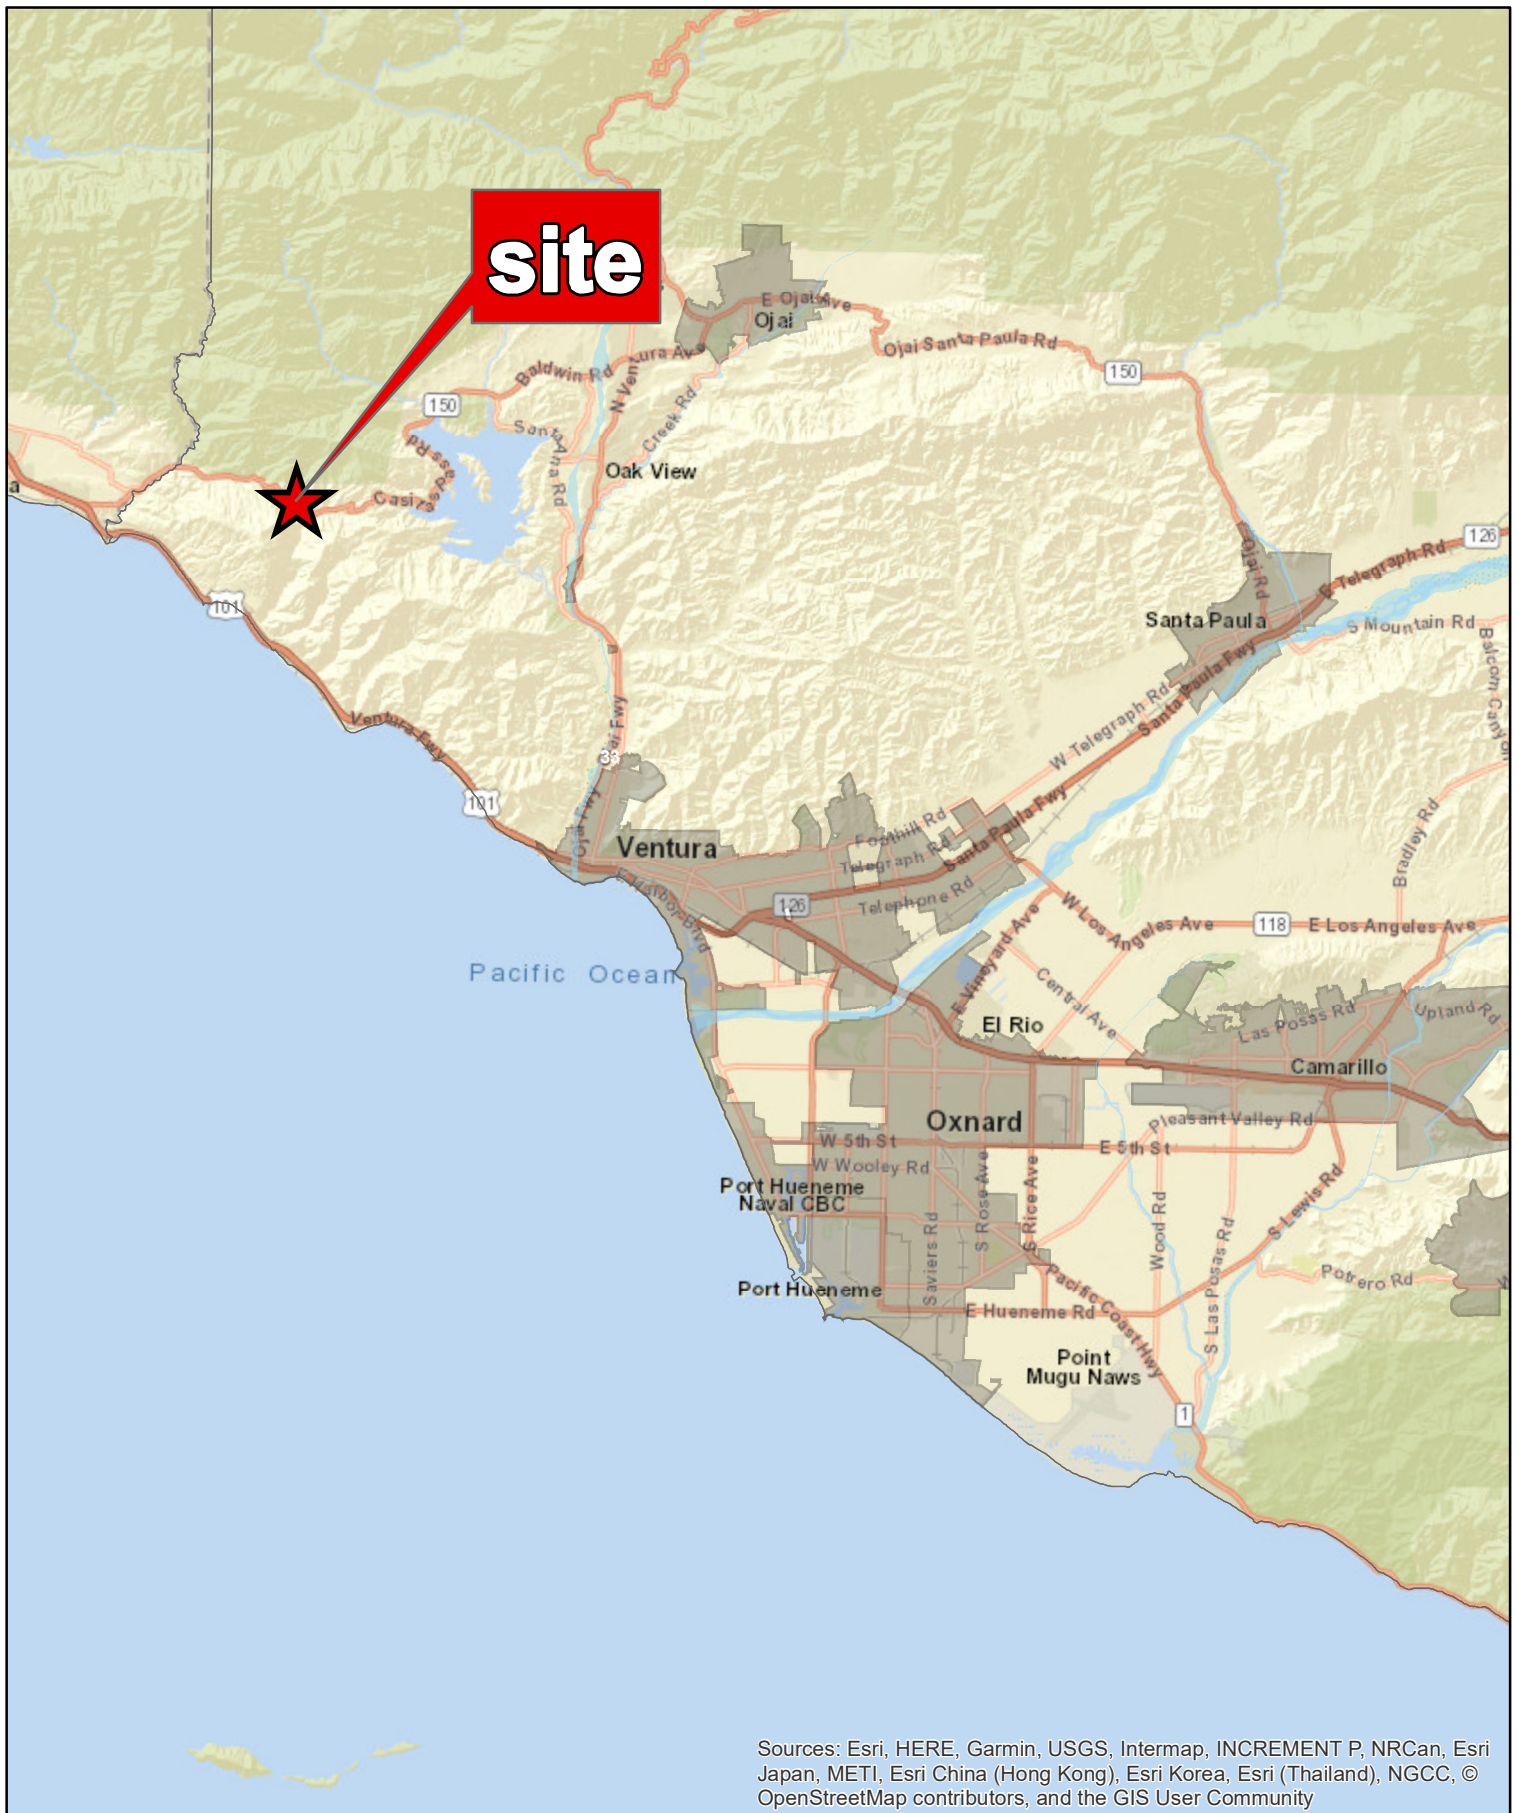 site
E Ojai Ave
Ojai
Ojai Santa Paula Rd
150
Baldwin Rd
N Ventura Ave
Creek Rd
150
Santa Ana Rd
Oak View
Casitas Pass Rd
a
101
126
E Telegraph Rd
Ojai Rd
Santa Paula
S Mountain Rd
Balcom Canyon
W Telegraph Rd
Santa Paula Fwy
Ventura Fwy
33
Ojai Fwy
101
Ventura
Foothill Rd
Telegraph Rd
Santa Paula Fwy
Telephone Rd
126
E Harbor Blvd
Bradley Rd
W Los Angeles Ave
118
E Los Angeles Ave
Pacific Ocean
E Vineyard Ave
Central Ave
El Rio
Las Posas Rd
Upland Rd
Camarillo
Oxnard
Pleasant Valley Rd
W 5th St
E 5th St
W Wooley Rd
Port Hueneme
Naval CBC
S Rose Ave
S Rice Ave
Saviers Rd
Wood Rd
S Las Posas Rd
S Lewis Rd
Potrero Rd
W
Port Hueneme
E Hueneme Rd
Pacific Coast Hwy
Point
Mugu Naws
1
Sources: Esri, HERE, Garmin, USGS, Intermap, INCREMENT P, NRCan, Esri
Japan, METI, Esri China (Hong Kong), Esri Korea, Esri (Thailand), NGCC, ©
OpenStreetMap contributors, and the GIS User Community